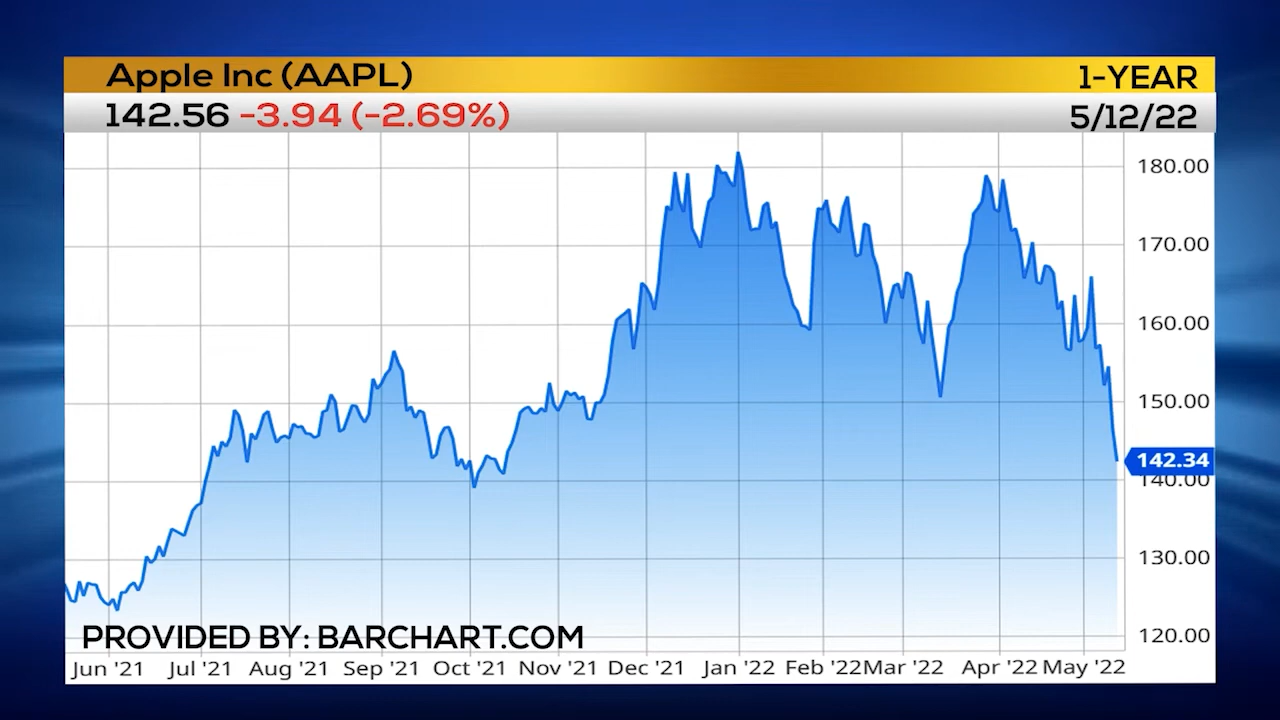 Apple Inc (AAPL) 1-YEAR
142.56 -3.94 (-2.69%) 5/12/22
180.00
170.00
160.00
150.00
142.34
140.00
130.00
120.00
PROVIDED BY: BARCHART.COM
Jun '21 Jul '21 Aug '21 Sep '21 Oct '21 Nov '21 Dec '21 Jan '22 Feb '22 Mar '22 Apr '22 May '22